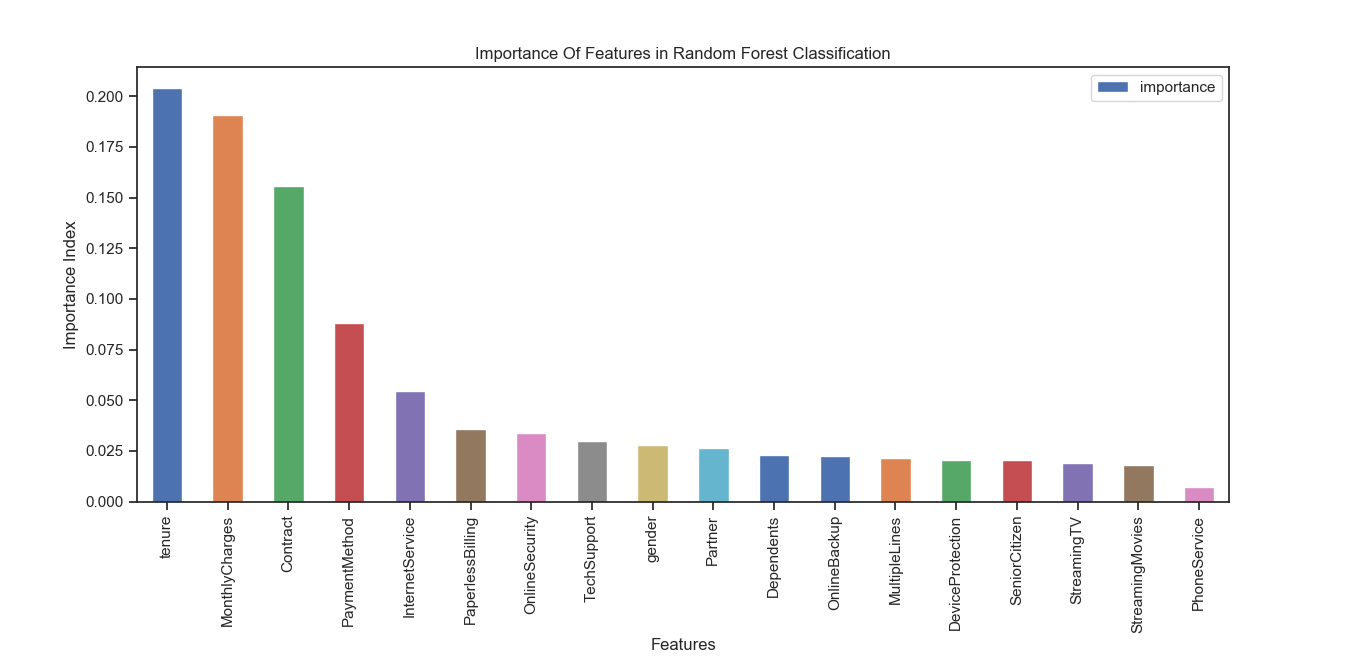 Importance Of Features in Random Forest Classification
importance
Importance Index
0.200
0.175
0.150
0.125
0.100
0.075
0.050
0.025
0.000
tenure
MonthlyCharges
Contract
PaymentMethod
InternetService
PaperlessBilling
OnlineSecurity
TechSupport
gender
Partner
Dependents
OnlineBackup
MultipleLines
DeviceProtection
SeniorCitizen
StreamingTV
StreamingMovies
PhoneService
Features